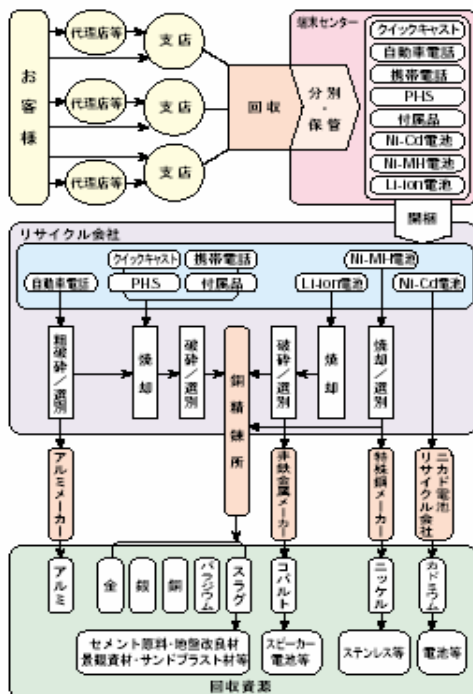 お客様
代理店等
支店
代理店等
支店
代理店等
支店
回収
分別・保管
端末センター
クイックキャスト
自動車電話
携帯電話
PHS
付属品
Ni-Cd電池
Ni-MH電池
Li-ion電池
開梱
リサイクル会社
自動車電話
クイックキャスト
携帯電話
PHS
付属品
Ni-MH電池
Li-ion電池
Ni-Cd電池
粗破砕/選別
焼却
破砕/選別
銅精錬所
破砕/選別
焼却
焼却/選別
アルミメーカー
非鉄金属メーカー
特殊鋼メーカー
ニカド電池
リサイクル会社
アルミ
金
銀
銅
パラジウム
スラグ
コバルト
ニッケル
カドミウム
セメント原料・地盤改良材
景観資材・サンドブラスト材等
スピーカー
電池等
ステンレス等
電池等
回収資源